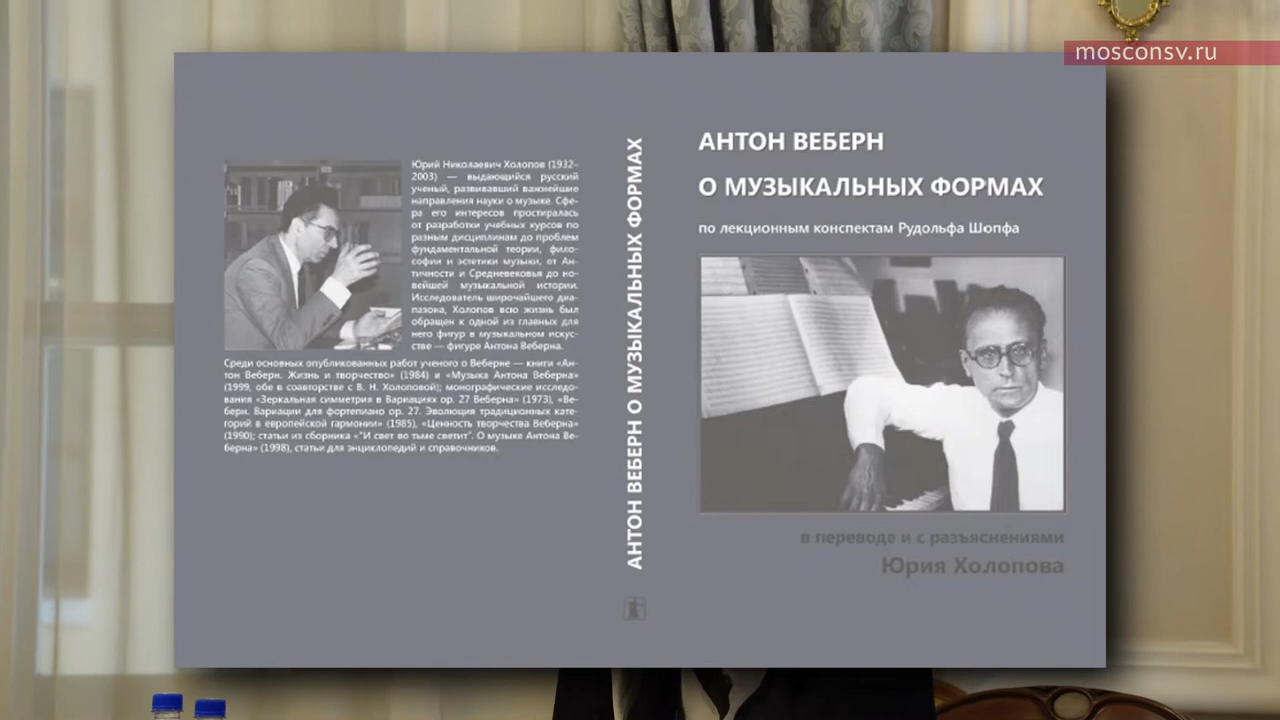 mosconsv.ru
Юрий Николаевич Холопов (1932–
2003) — выдающийся русский
ученый, развивавший важнейшие
направления науки о музыке. Сфе-
ра его интересов простиралась
от разработки учебных курсов по
разным дисциплинам до проблем
фундаментальной теории, фило-
софии и эстетики музыки, от Ан-
тичности и Средневековья до но-
вейшей музыкальной истории.
Исследователь широчайшего диа-
пазона, Холопов всю жизнь был
обращен к одной из главных для
него фигур в музыкальном искус-
стве — фигуре Антона Веберна.
Среди основных опубликованных работ ученого о Веберне — книги «Ан-
тон Веберн. Жизнь и творчество» (1984) и «Музыка Антона Веберна»
(1999, обе в соавторстве с В. Н. Холоповой); монографические исследо-
вания «Зеркальная симметрия в Вариациях ор. 27 Веберна» (1973), «Ве-
берн. Вариации для фортепиано ор. 27. Эволюция традиционных кате-
горий в европейской гармонии» (1985), «Ценность творчества Веберна»
(1990); статьи из сборника «"И свет во тьме светит". О музыке Антона Ве-
берна» (1998), статьи для энциклопедий и справочников.
АНТОН ВЕБЕРН О МУЗЫКАЛЬНЫХ ФОРМАХ
АНТОН ВЕБЕРН
О МУЗЫКАЛЬНЫХ ФОРМАХ
по лекционным конспектам Рудольфа Шопфа
в переводе и с разъяснениями
Юрия Холопова